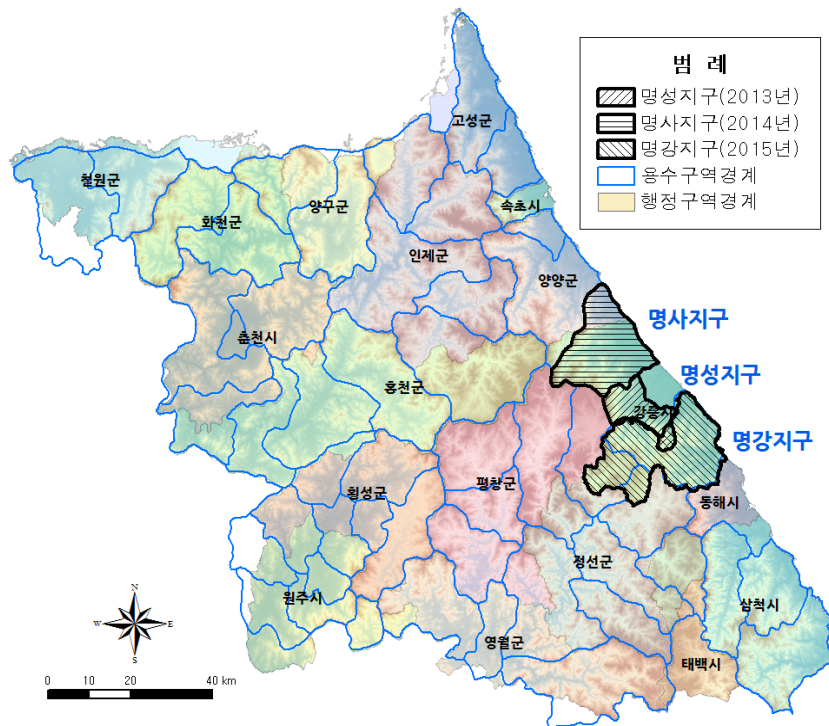 범 례
명성지구(2013년)
명사지구(2014년)
명강지구(2015년)
용수구역경계
행정구역경계
고성군
철원군
양구군
속초시
화천군
인제군
양양군
명사지구
춘천시
명성지구
홍천군
강릉시
명강지구
평창군
횡성군
동해시
정선군
원주시
삼척시
영월군
태백시
N
W E
S
0 10 20 40 km